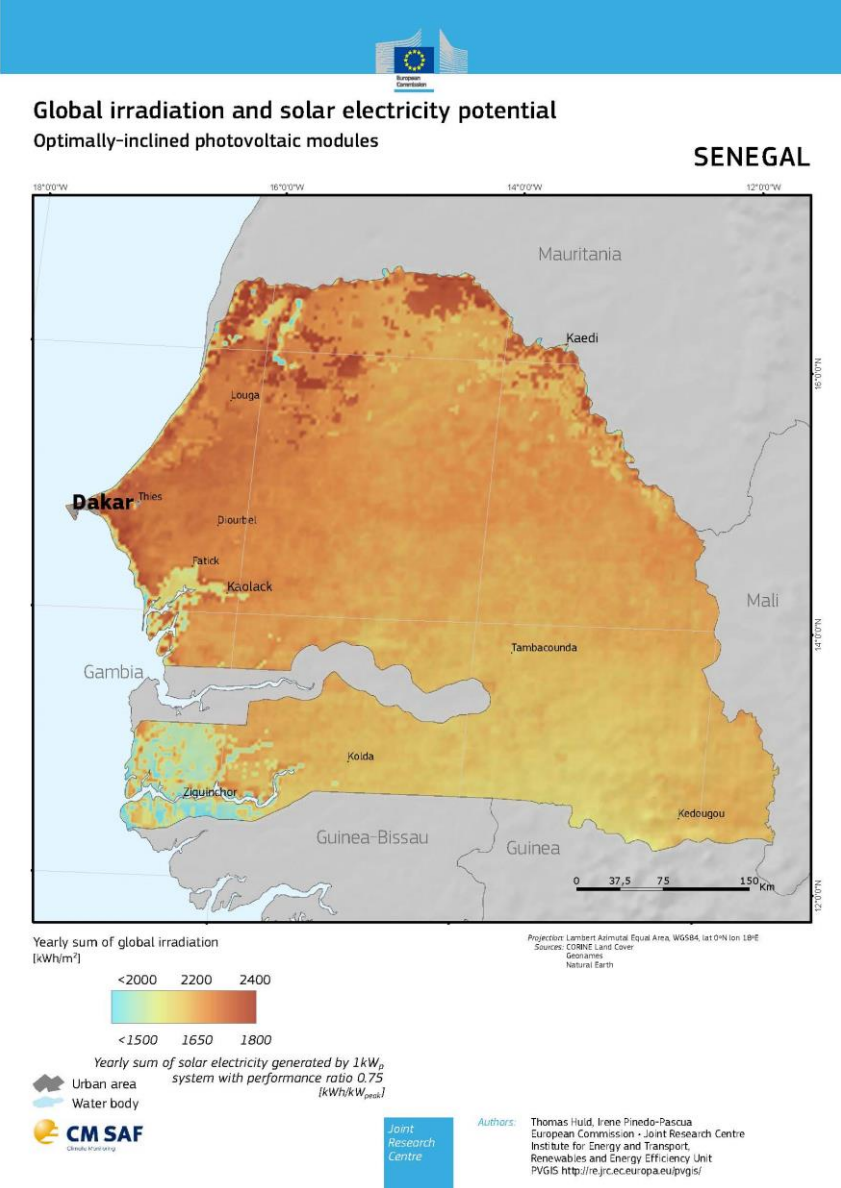 European
Commission
Global irradiation and solar electricity potential
Optimally-inclined photovoltaic modules
SENEGAL
18°0'0"W
16°0'0"W
14°0'0"W
12°0'0"W
Mauritania
Kaedi
16°0'0"N
Louga
Dakar
Thies
Diourbel
Fatick
Kaolack
Mali
14°0'0"N
Tambacounda
Gambia
Kolda
Ziguinchor
Kedougou
Guinea-Bissau
Guinea
0 37,5 75 150 Km
12°0'0"N
Yearly sum of global irradiation
[kWh/m²]
Projection: Lambert Azimutal Equal Area, WGS84, lat 0ºN lon 18ºE
Sources: CORINE Land Cover
Geonames
Natural Earth
<2000 2200 2400
<1500 1650 1800
Yearly sum of solar electricity generated by 1kWp
system with performance ratio 0.75
[kWh/kWpeak]
Urban area
Water body
CM SAF
Climate Monitoring
Joint
Research
Centre
Authors: Thomas Huld, Irene Pinedo-Pascua
European Commission • Joint Research Centre
Institute for Energy and Transport,
Renewables and Energy Efficiency Unit
PVGIS http://re.jrc.ec.europa.eu/pvgis/